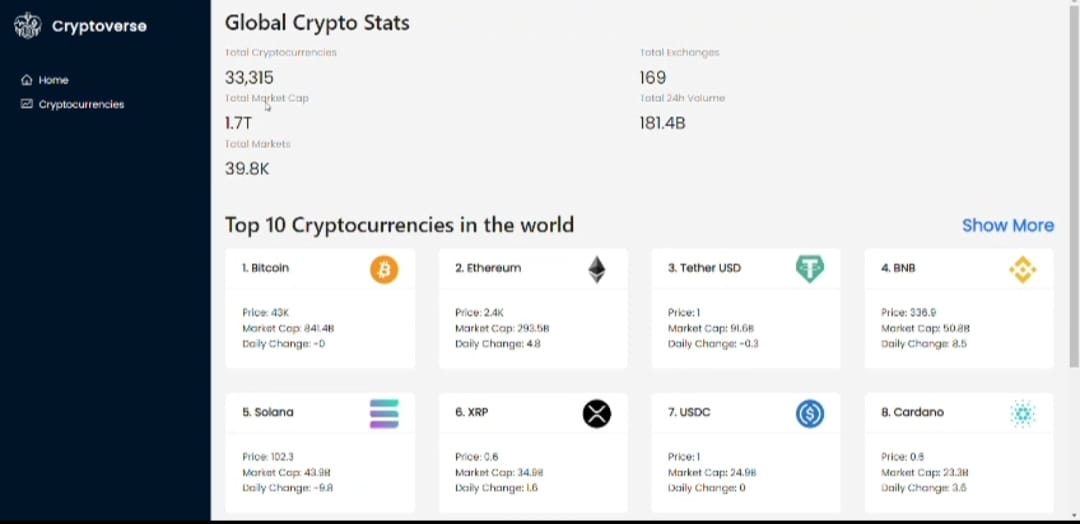 Cryptoverse
Home
Cryptocurrencies
Global Crypto Stats
Total Cryptocurrencies
33,315
Total Exchanges
169
Total Market Cap
1.7T
Total 24h Volume
181.4B
Total Markets
39.8K
Top 10 Cryptocurrencies in the world
Show More
1. Bitcoin
Price: 43K
Market Cap: 841.4B
Daily Change: -0
2. Ethereum
Price: 2.4K
Market Cap: 293.5B
Daily Change: 4.8
3. Tether USD
Price: 1
Market Cap: 91.6B
Daily Change: -0.3
4. BNB
Price: 336.9
Market Cap: 50.8B
Daily Change: 8.5
5. Solana
Price: 102.3
Market Cap: 43.9B
Daily Change: -9.8
6. XRP
Price: 0.6
Market Cap: 34.9B
Daily Change: 1.6
7. USDC
Price: 1
Market Cap: 24.9B
Daily Change: 0
8. Cardano
Price: 0.6
Market Cap: 23.3B
Daily Change: 3.6